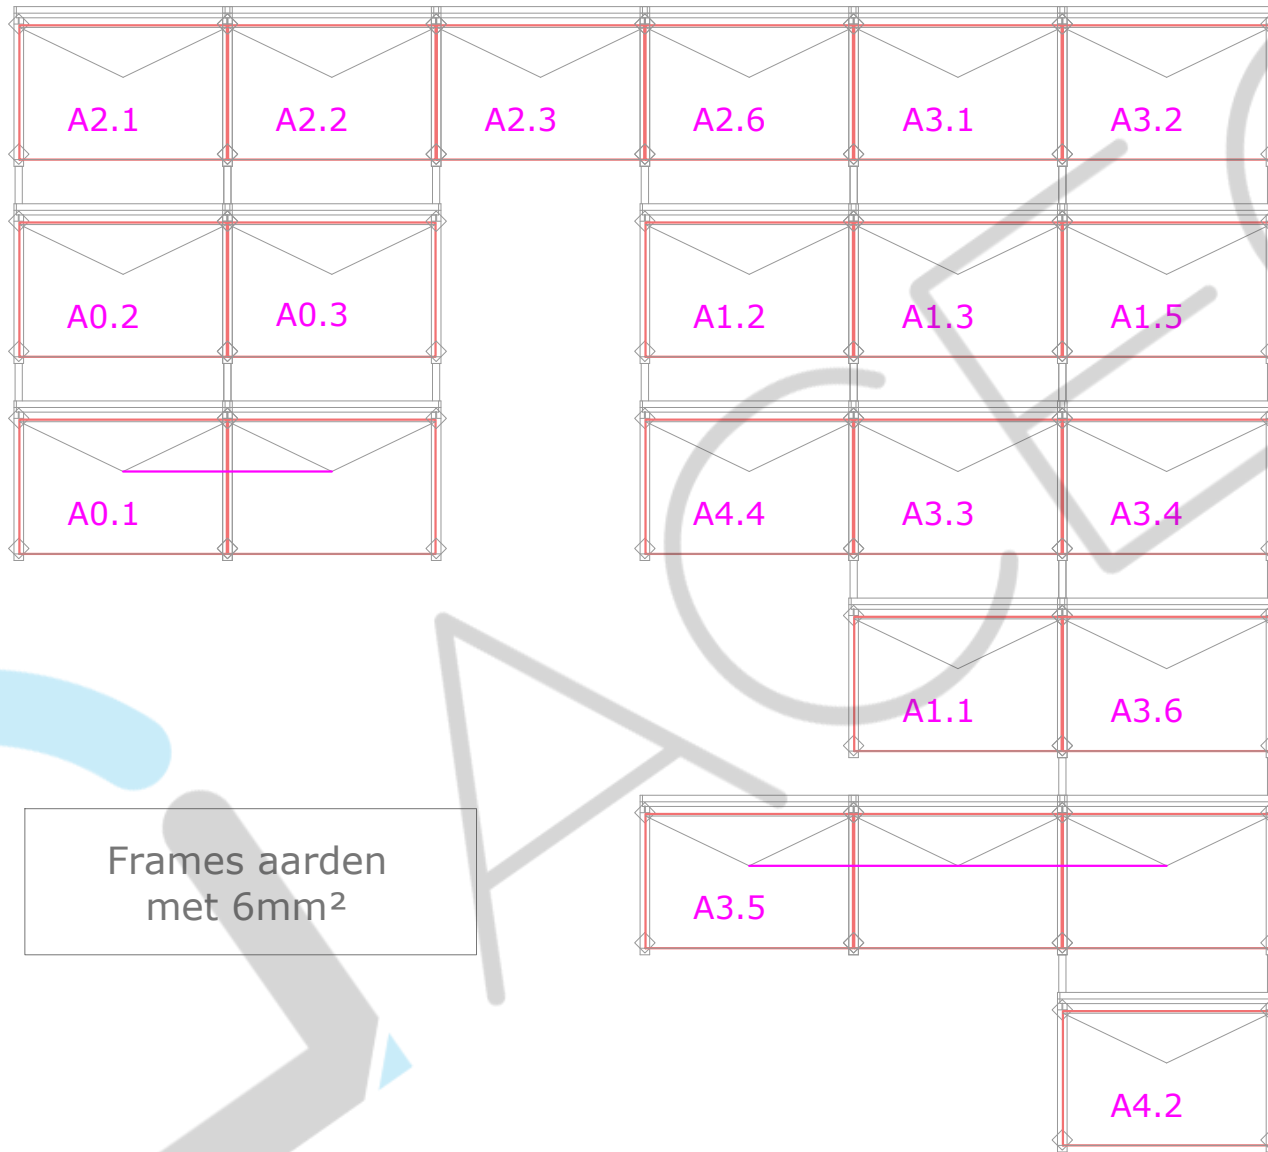 A2.1 A2.2 A2.3 A2.6 A3.1 A3.2
A0.2 A0.3 A1.2 A1.3 A1.5
A0.1 A4.4 A3.3 A3.4
A1.1 A3.6
Frames aarden
met 6mm²
A3.5
A4.2